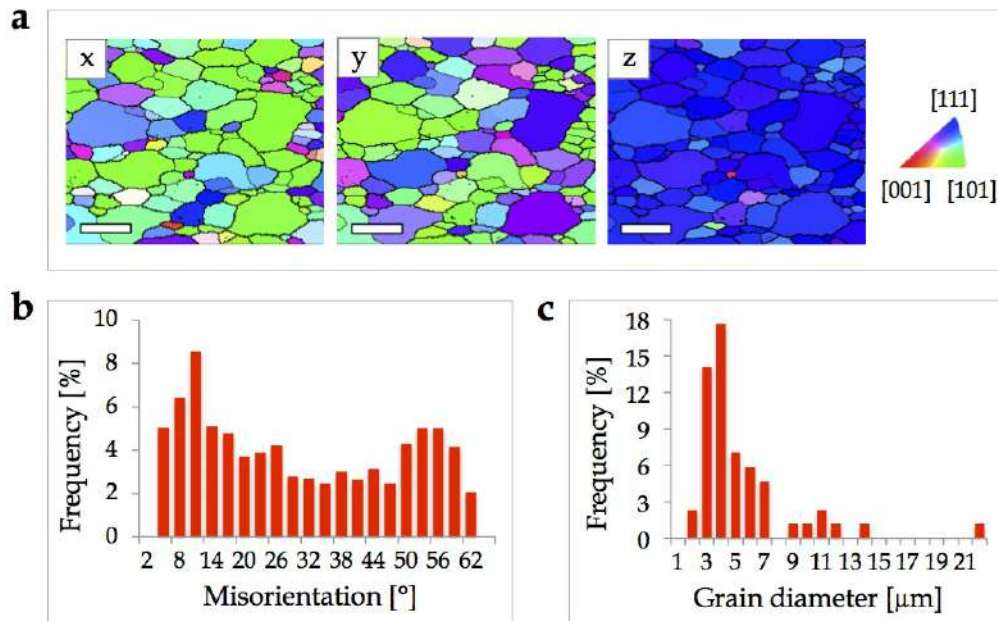 a
x
y
z
[111]
[001] [101]
b
Frequency [%]
10
8
6
4
2
0
2 8 14 20 26 32 38 44 50 56 62
Misorientation [°]
c
Frequency [%]
18
15
12
9
6
3
0
1 3 5 7 9 11 13 15 17 19 21
Grain diameter [µm]